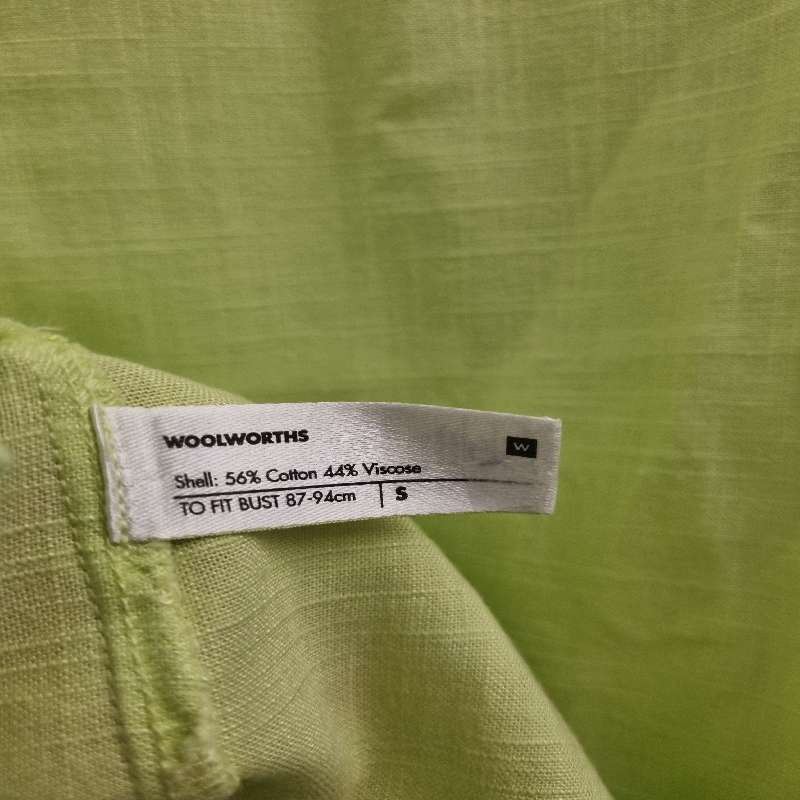 WOOLWORTHS
W
Shell: 56% Cotton 44% Viscose
TO FIT BUST 87-94cm | S